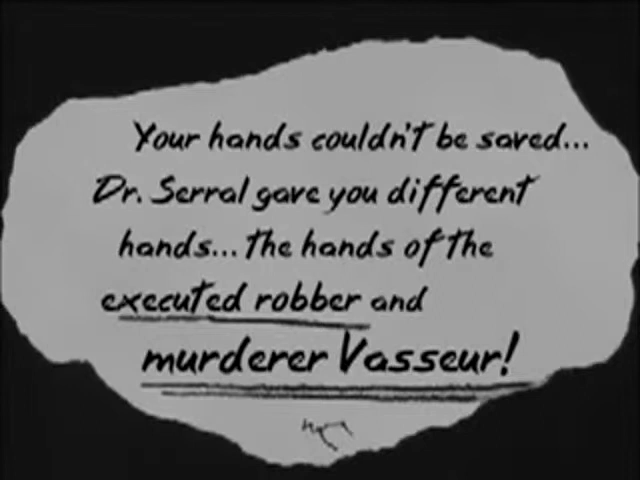 Your hands couldn't be saved...
Dr. Serral gave you different
hands... the hands of the
executed robber and
murderer Vasseur!